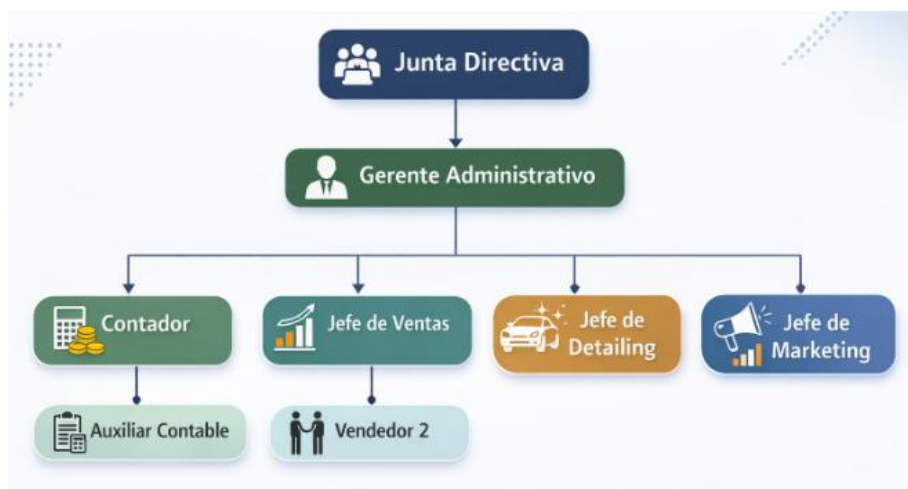 Junta Directiva
Gerente Administrativo
Contador
Jefe de Ventas
Jefe de
Detailing
Jefe de
Marketing
Auxiliar Contable
Vendedor 2